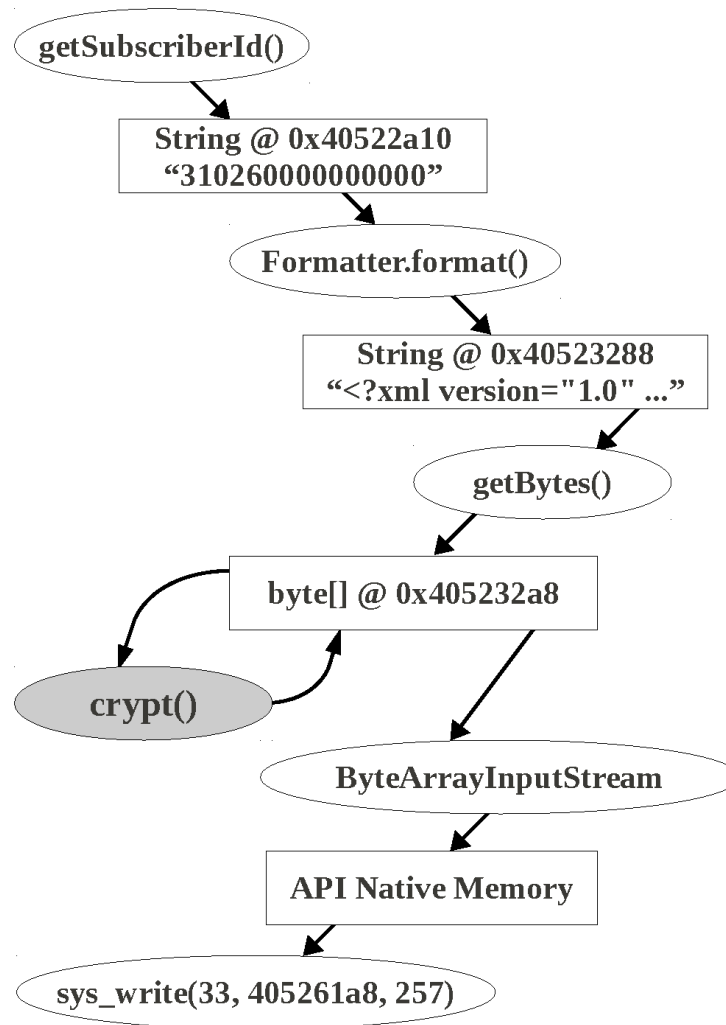 getSubscriberId()
String @ 0x40522a10
“310260000000000”
Formatter.format()
String @ 0x40523288
“<?xml version="1.0" ...”
getBytes()
byte[] @ 0x405232a8
crypt()
ByteArrayInputStream
API Native Memory
sys_write(33, 405261a8, 257)